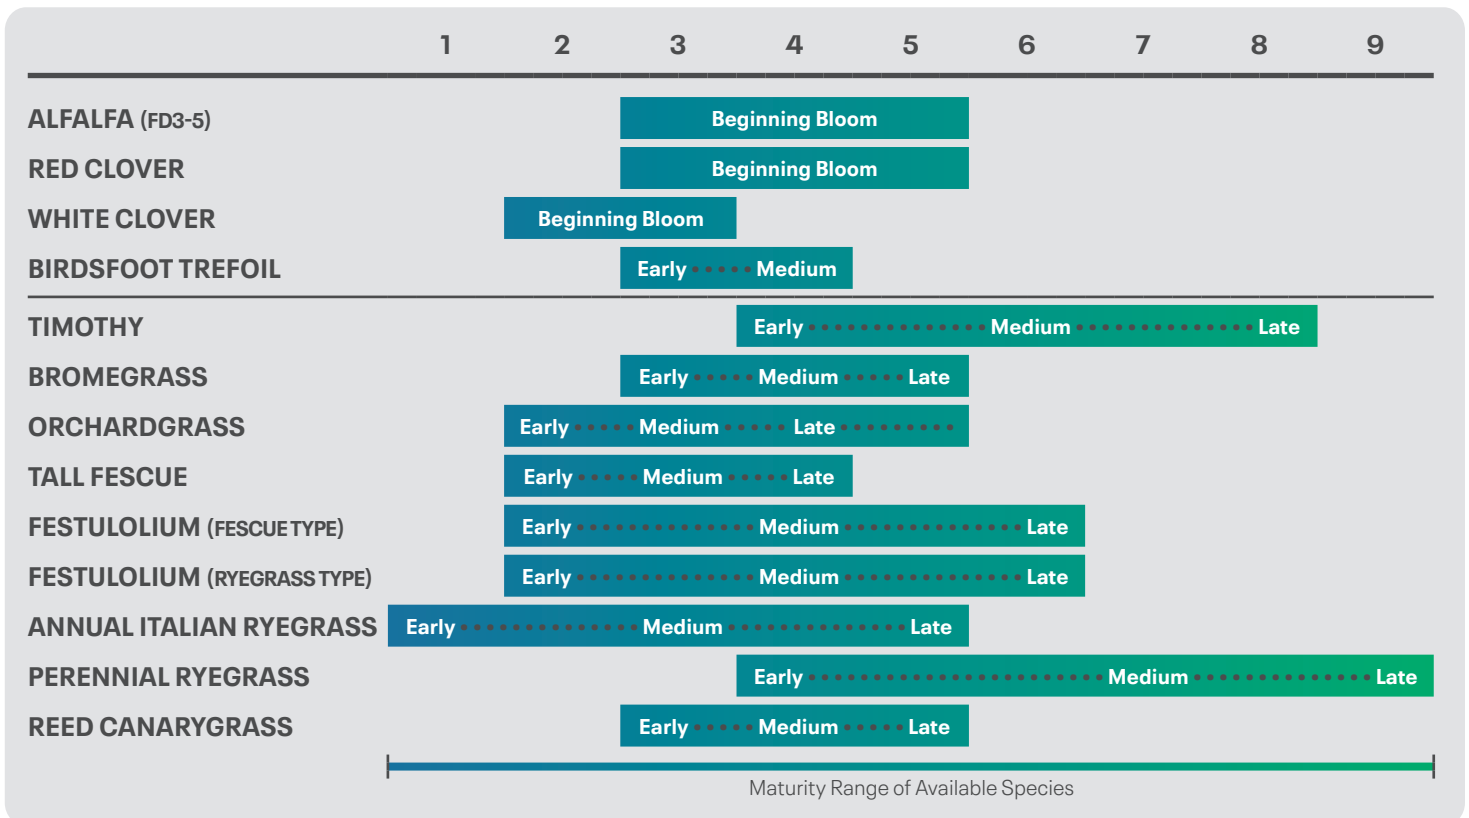 1 2 3 4 5 6 7 8 9
ALFALFA (FD3-5) Beginning Bloom
RED CLOVER Beginning Bloom
WHITE CLOVER Beginning Bloom
BIRDSFOOT TREFOIL Early ····· Medium
TIMOTHY Early ················ Medium ················ Late
BROMEGRASS Early ····· Medium ····· Late
ORCHARDGRASS Early ····· Medium ····· Late ·········
TALL FESCUE Early ····· Medium ····· Late
FESTULOLIUM (FESCUE TYPE) Early ················ Medium ················ Late
FESTULOLIUM (RYEGRASS TYPE) Early ················ Medium ················ Late
ANNUAL ITALIAN RYEGRASS Early ················ Medium ················ Late
PERENNIAL RYEGRASS Early ·························· Medium ················ Late
REED CANARYGRASS Early ····· Medium ····· Late
Maturity Range of Available Species